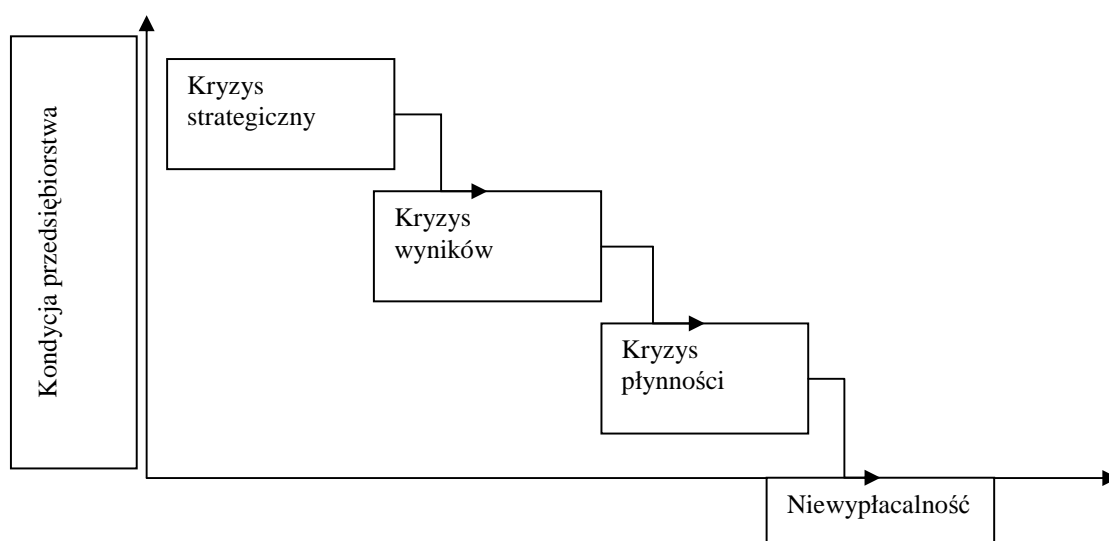 Kondycja przedsiębiorstwa
Kryzys
strategiczny
Kryzys
wyników
Kryzys
płynności
Niewypłacalność